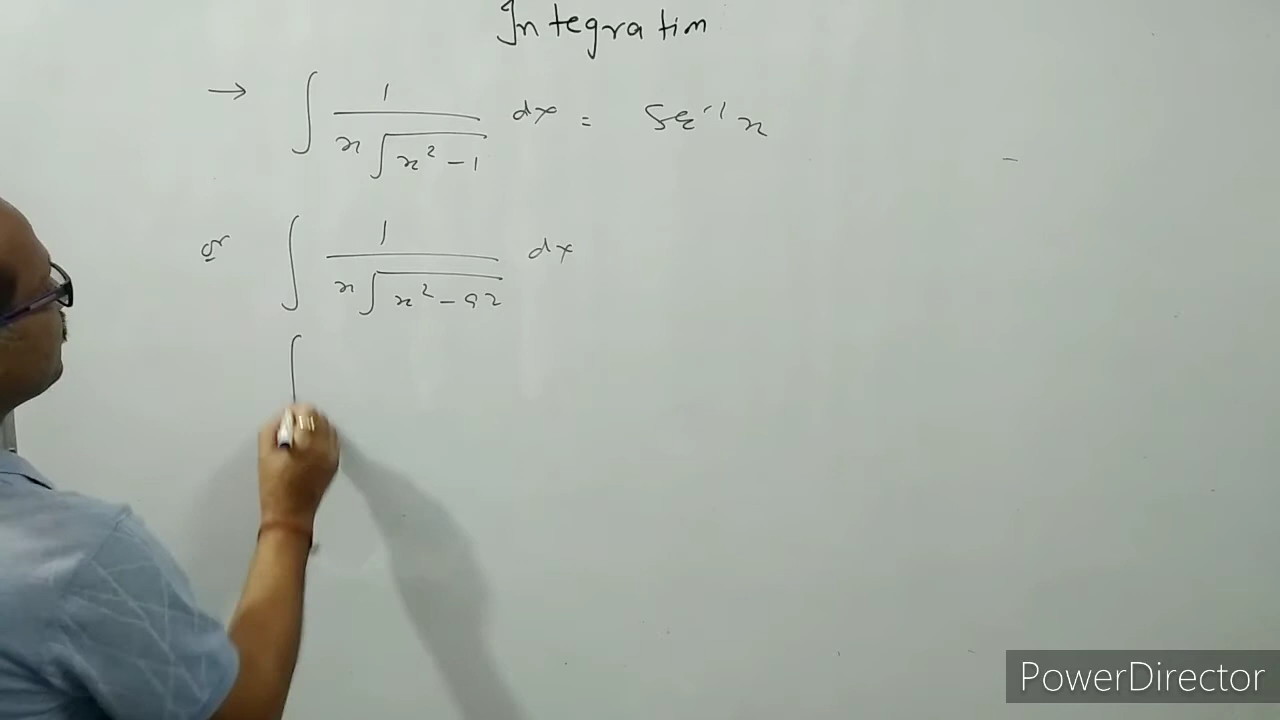 Integration
→ ∫ 1 / (x √(x² - 1)) dx = Sec⁻¹ x
or ∫ 1 / (x √(x² - a2)) dx
∫
PowerDirector